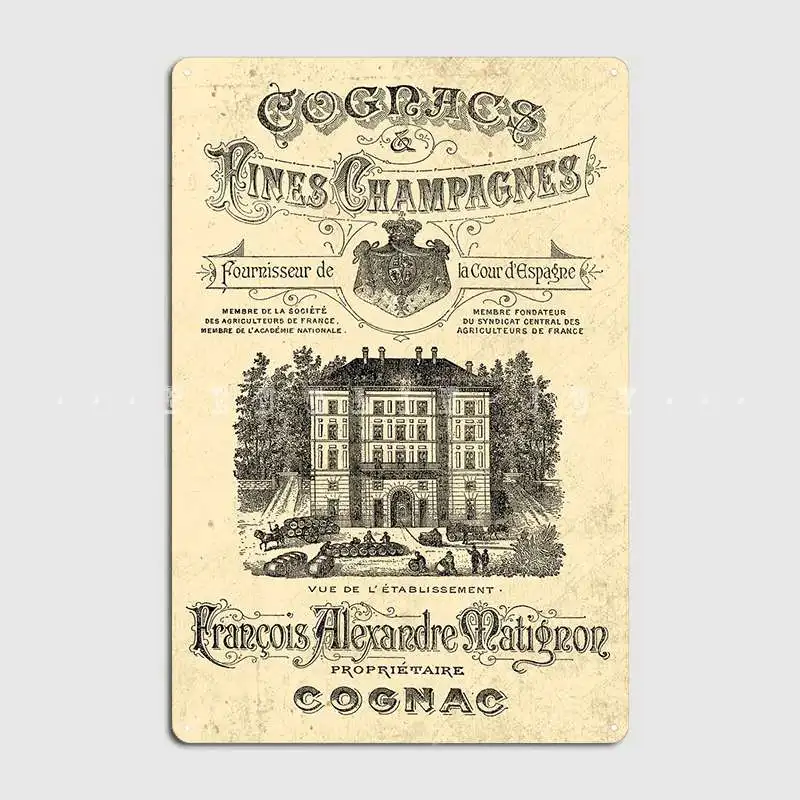 COGNACS
&
FINES CHAMPAGNES
Fournisseur de la Cour d'Espagne
MEMBRE DE LA SOCIÉTÉ
DES AGRICULTEURS DE FRANCE,
MEMBRE DE L'ACADÉMIE NATIONALE.
MEMBRE FONDATEUR
DU SYNDICAT CENTRAL DES
AGRICULTEURS DE FRANCE
VUE DE L'ÉTABLISSEMENT.
François Alexandre Matignon
PROPRIÉTAIRE
COGNAC